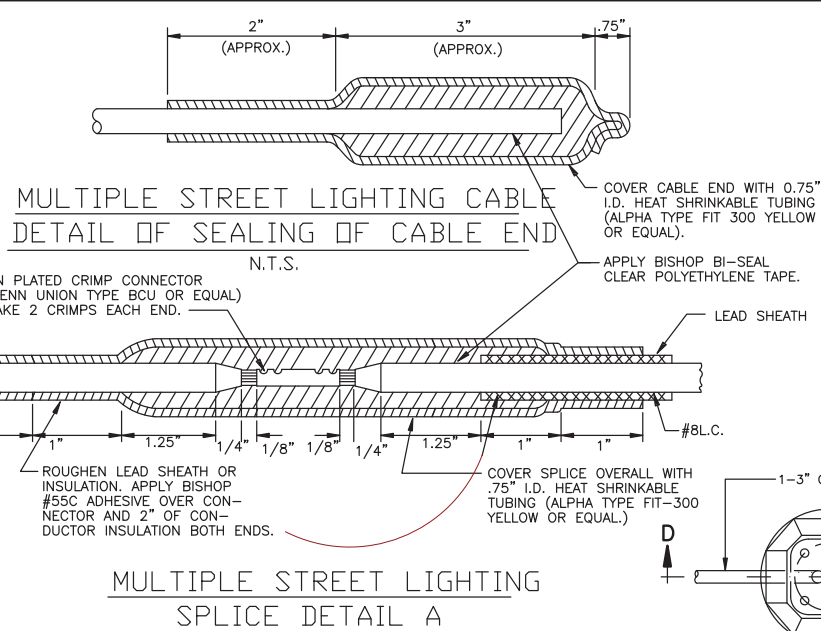 2"
(APPROX.)
3"
(APPROX.)
.75"
COVER CABLE END WITH 0.75"
I.D. HEAT SHRINKABLE TUBING
(ALPHA TYPE FIT 300 YELLOW
OR EQUAL).
MULTIPLE STREET LIGHTING CABLE
DETAIL OF SEALING OF CABLE END
N.T.S.
APPLY BISHOP BI-SEAL
CLEAR POLYETHYLENE TAPE.
PLATED CRIMP CONNECTOR
UNION TYPE BCU OR EQUAL)
2 CRIMPS EACH END.
LEAD SHEATH
#8L.C.
1" 1.25" 1/4" 1/8" 1/8" 1/4" 1.25" 1" 1"
ROUGHEN LEAD SHEATH OR
INSULATION. APPLY BISHOP
#55C ADHESIVE OVER CON-
NECTOR AND 2" OF CON-
DUCTOR INSULATION BOTH ENDS.
COVER SPLICE OVERALL WITH
.75" I.D. HEAT SHRINKABLE
TUBING (ALPHA TYPE FIT-300
YELLOW OR EQUAL.)
1-3"
D
MULTIPLE STREET LIGHTING
SPLICE DETAIL A